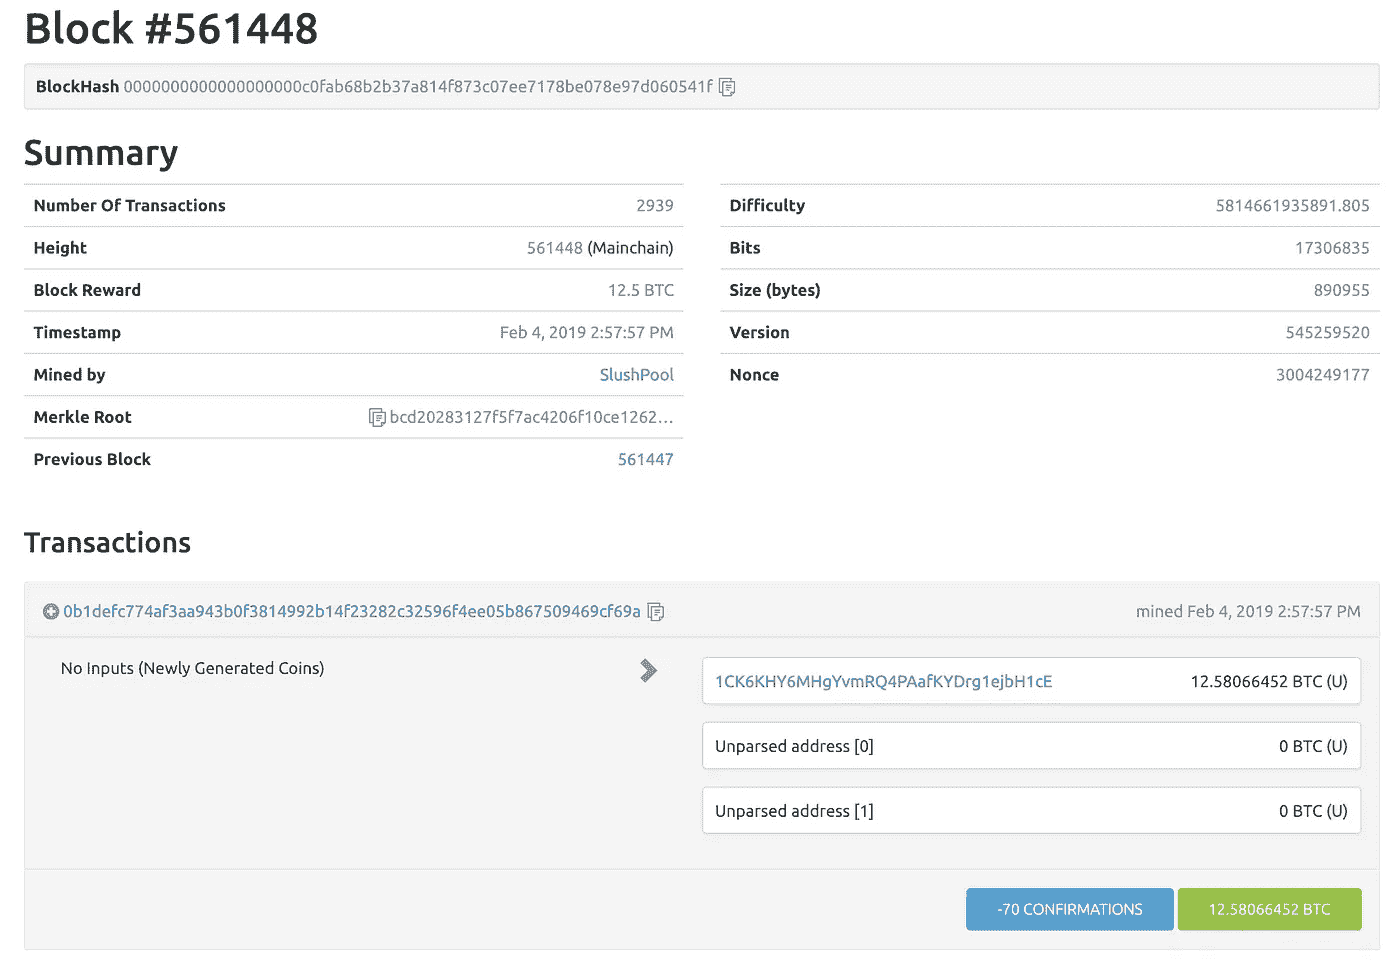 Block #561448
BlockHash 0000000000000000000c0fab68b2b37a814f873c07ee7178be078e97d060541f
Summary
Number Of Transactions 2939
Height 561448 (Mainchain)
Block Reward 12.5 BTC
Timestamp Feb 4, 2019 2:57:57 PM
Mined by SlushPool
Merkle Root bcd20283127f5f7ac4206f10ce1262...
Previous Block 561447
Difficulty 5814661935891.805
Bits 17306835
Size (bytes) 890955
Version 545259520
Nonce 3004249177
Transactions
0b1defc774af3aa943b0f3814992b14f23282c32596f4ee05b867509469cf69a mined Feb 4, 2019 2:57:57 PM
No Inputs (Newly Generated Coins)
1CK6KHY6MHgYvmRQ4PAafKYDrg1ejbH1cE 12.58066452 BTC (U)
Unparsed address [0] 0 BTC (U)
Unparsed address [1] 0 BTC (U)
-70 CONFIRMATIONS 12.58066452 BTC